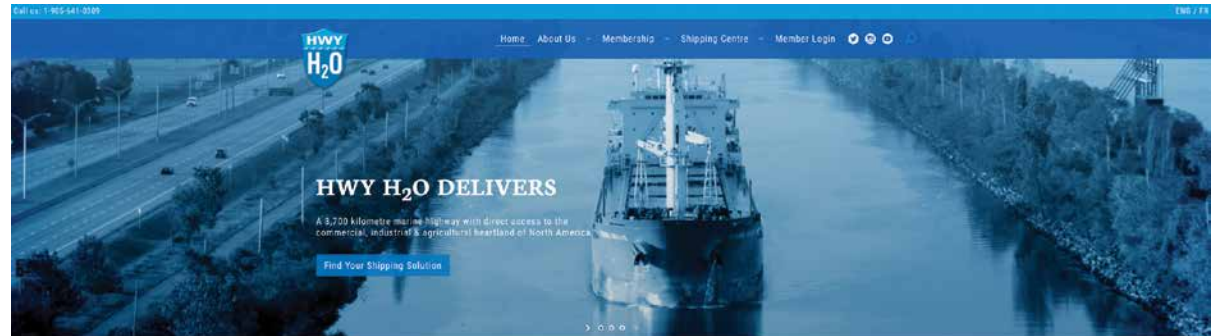 Call us: 1-905-641-0309
ENG / FR
HWY
H₂O
Home About Us Membership Shipping Centre Member Login
HWY H₂O DELIVERS
A 3,700 kilometre marine highway with direct access to the
commercial, industrial & agricultural heartland of North America
Find Your Shipping Solution